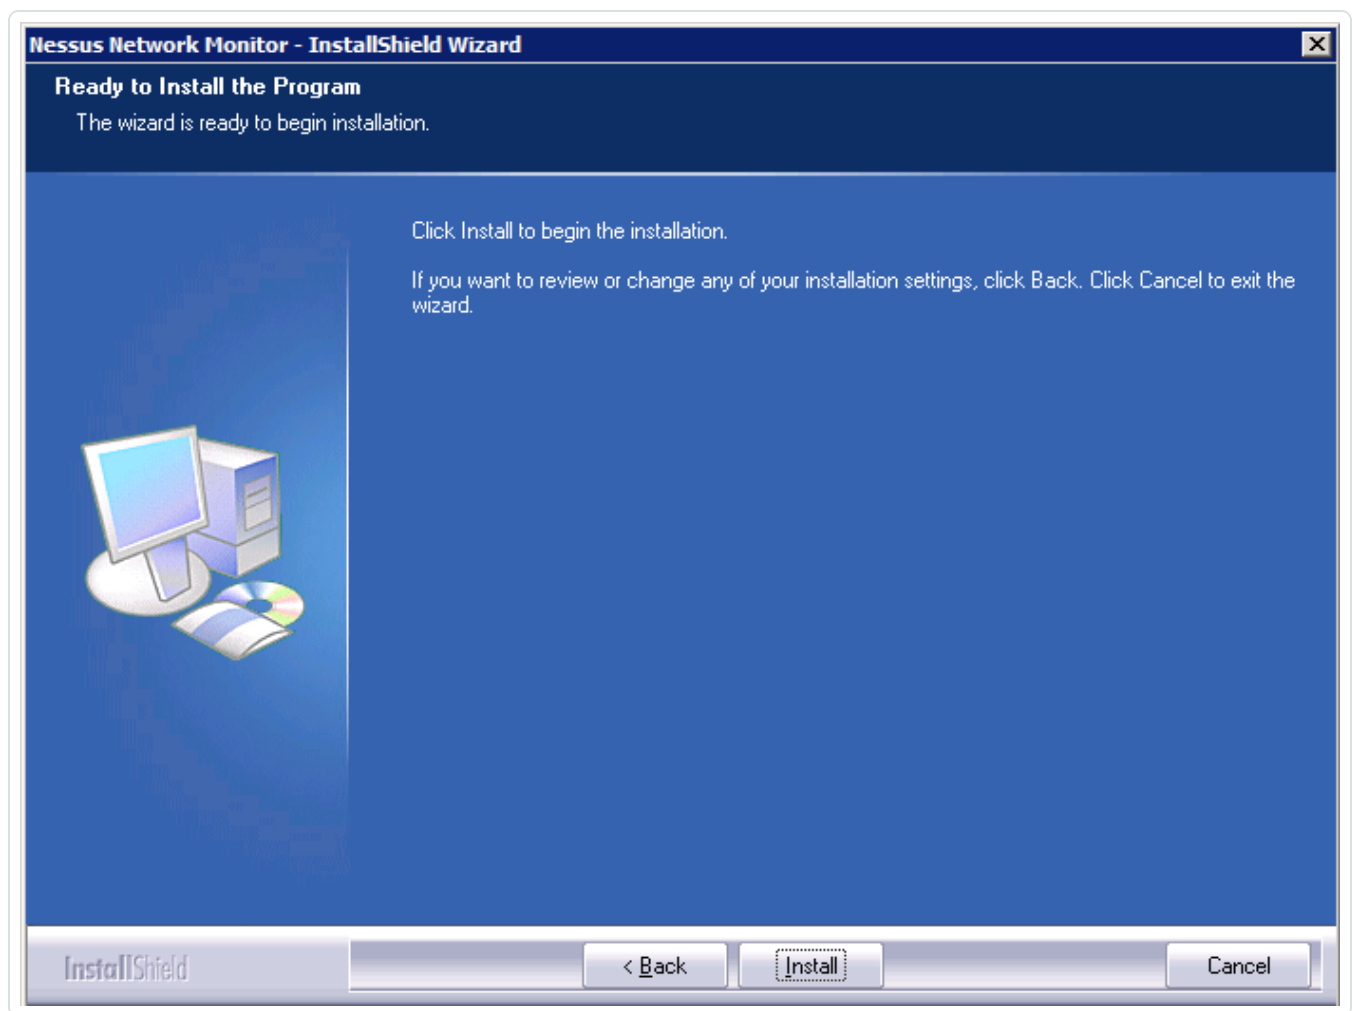 Nessus Network Monitor - InstallShield Wizard
Ready to Install the Program
The wizard is ready to begin installation.
Click Install to begin the installation.
If you want to review or change any of your installation settings, click Back. Click Cancel to exit the
wizard.
InstallShield
< Back
Install
Cancel